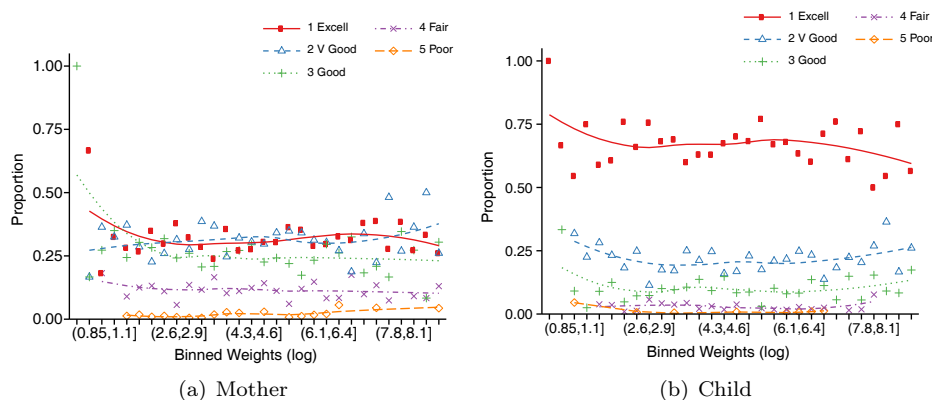 1 Excell
4 Fair
2 V Good
5 Poor
3 Good
1.00
0.75
0.50
0.25
0.00
Proportion
(0.85,1.1]
(2.6,2.9]
(4.3,4.6]
(6.1,6.4]
(7.8,8.1]
Binned Weights (log)
(a) Mother
1 Excell
4 Fair
2 V Good
5 Poor
3 Good
1.00
0.75
0.50
0.25
0.00
Proportion
(0.85,1.1]
(2.6,2.9]
(4.3,4.6]
(6.1,6.4]
(7.8,8.1]
Binned Weights (log)
(b) Child